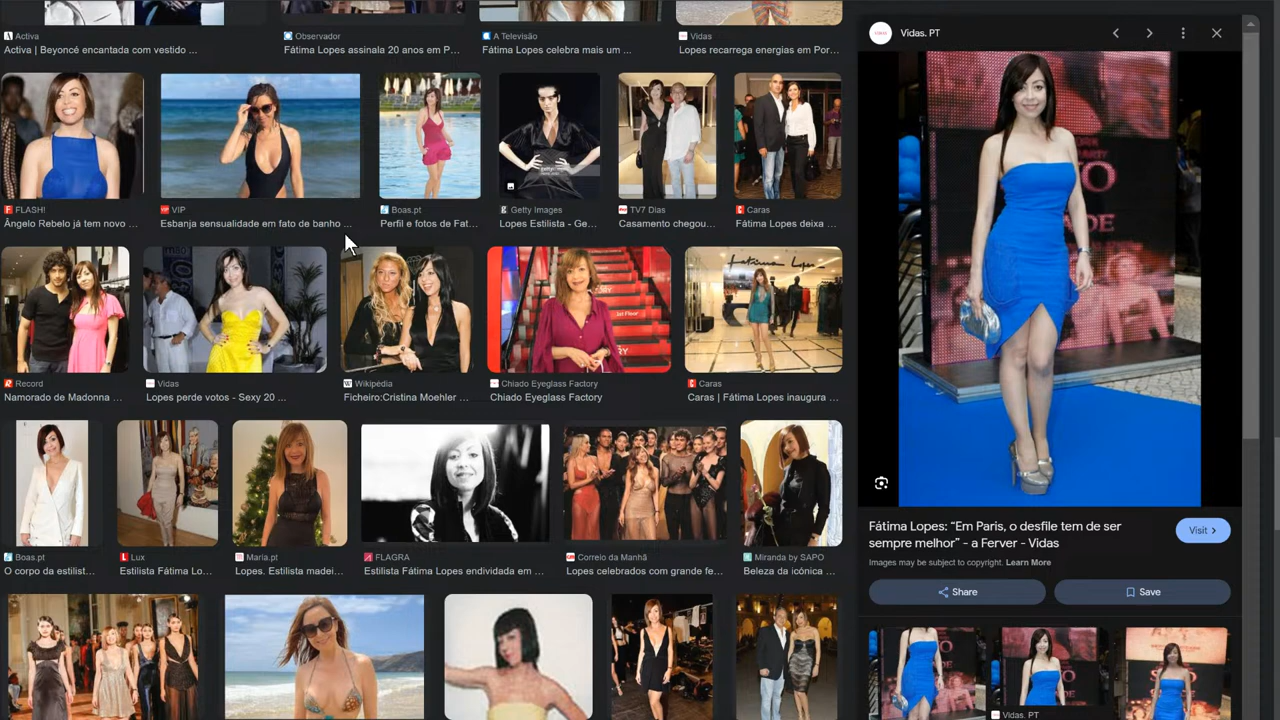 Activa
Activa | Beyoncé encantada com vestido ...
Observador
Fátima Lopes assinala 20 anos em P...
A Televisão
Fátima Lopes celebra mais um ...
Vidas
Lopes recarrega energias em Por...
FLASH!
Ângelo Rebelo já tem novo ...
VIP
Esbanja sensualidade em fato de banho ...
Boas.pt
Perfil e fotos de Fat...
Getty Images
Lopes Estilista - Ge...
TV7 Dias
Casamento chegou...
Caras
Fátima Lopes deixa ...
Record
Namorado de Madonna ...
Vidas
Lopes perde votos - Sexy 20 ...
Wikipédia
Ficheiro:Cristina Moehler ...
Chiado Eyeglass Factory
Chiado Eyeglass Factory
Caras
Caras | Fátima Lopes inaugura ...
Boas.pt
O corpo da estilist...
Lux
Estilista Fátima Lo...
Maria.pt
Lopes. Estilista madei...
FLAGRA
Estilista Fátima Lopes endividada em ...
Correio da Manhã
Lopes celebrados com grande fe...
Miranda by SAPO
Beleza da icónica ...
Vidas. PT
Fátima Lopes: “Em Paris, o desfile tem de ser
sempre melhor” - a Ferver - Vidas
Visit
Images may be subject to copyright. Learn More
Share
Save
Vidas. PT